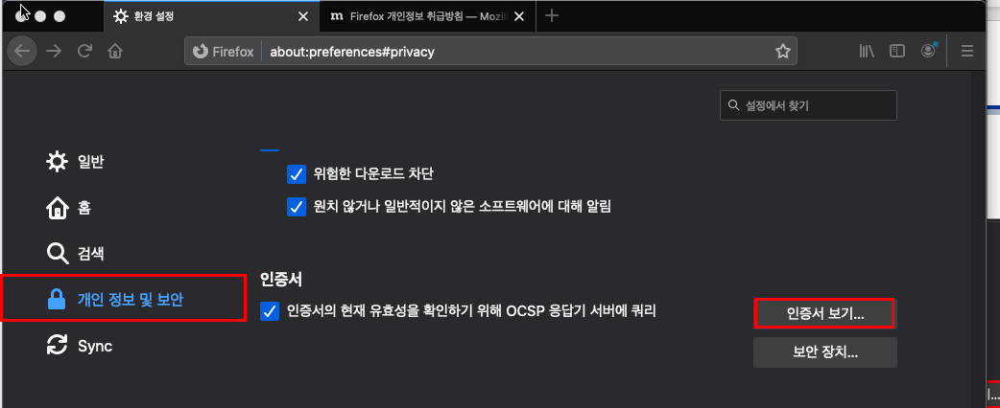 환경 설정
Firefox 개인정보 취급방침 — Mozil
Firefox
about:preferences#privacy
설정에서 찾기
일반
홈
검색
개인 정보 및 보안
Sync
위험한 다운로드 차단
원치 않거나 일반적이지 않은 소프트웨어에 대해 알림
인증서
인증서의 현재 유효성을 확인하기 위해 OCSP 응답기 서버에 쿼리
인증서 보기...
보안 장치...